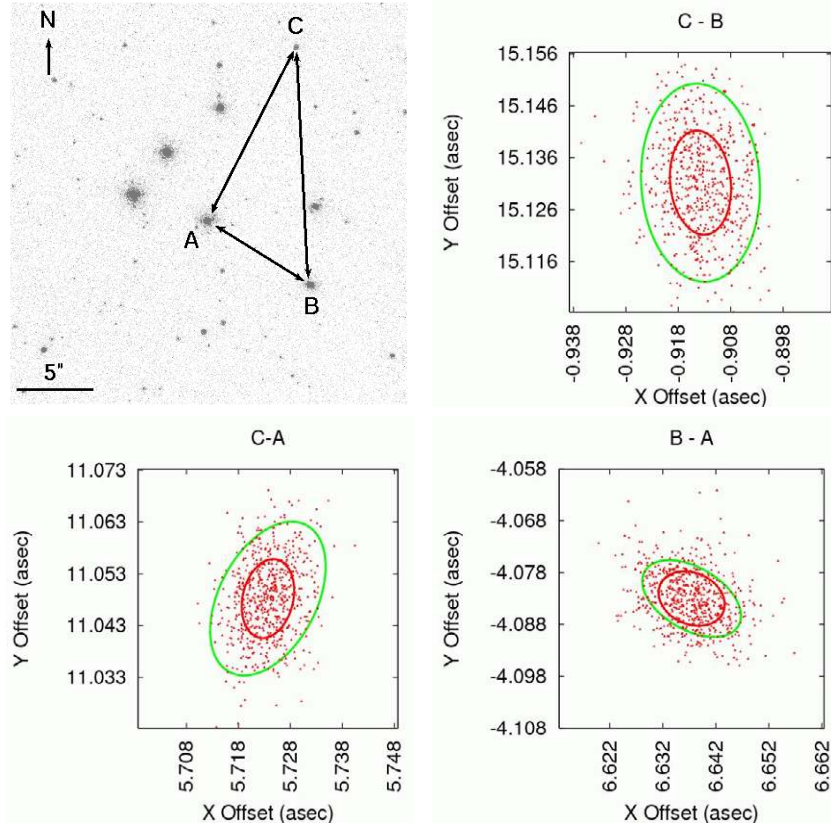 N
C
A
B
5"
C - B
15.156
15.146
15.136
15.126
15.116
Y Offset (asec)
-0.938
-0.928
-0.918
-0.908
-0.898
X Offset (asec)
C-A
11.073
11.063
11.053
11.043
11.033
Y Offset (asec)
5.708
5.718
5.728
5.738
5.748
X Offset (asec)
B - A
-4.058
-4.068
-4.078
-4.088
-4.098
-4.108
Y Offset (asec)
6.622
6.632
6.642
6.652
6.662
X Offset (asec)